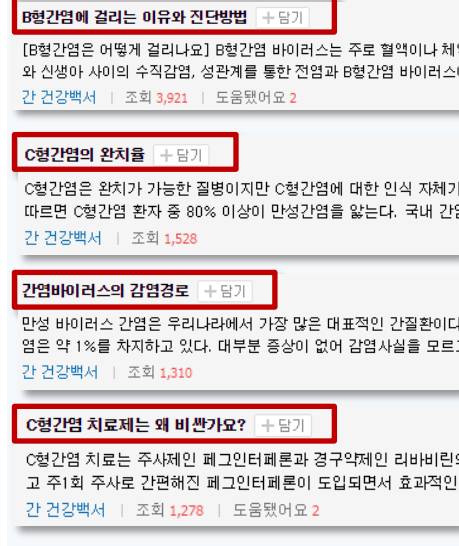 B형간염에 걸리는 이유와 진단방법 +담기
[B형간염은 어떻게 걸리나요] B형간염 바이러스는 주로 혈액이나
와 신생아 사이의 수직감염, 성관계를 통한 전염과 B형간염 바이러스
간 건강백서 | 조회 3,921 | 도움됐어요 2
C형간염의 완치율 +담기
C형간염은 완치가 가능한 질병이지만 C형간염에 대한 인식 자체가
따르면 C형간염 환자 중 80% 이상이 만성간염을 앓는다. 국내
간 건강백서 | 조회 1,528
간염바이러스의 감염경로 +담기
만성 바이러스 간염은 우리나라에서 가장 많은 대표적인 간질환이다
염은 약 1%를 차지하고 있다. 대부분 증상이 없어 감염사실을 모르
간 건강백서 | 조회 1,310
C형간염 치료제는 왜 비싼가요? +담기
C형간염 치료는 주사제인 페그인터페론과 경구약제인 리바비린
고 주1회 주사로 간편해진 페그인터페론이 도입되면서 효과적인
간 건강백서 | 조회 1,278 | 도움됐어요 2